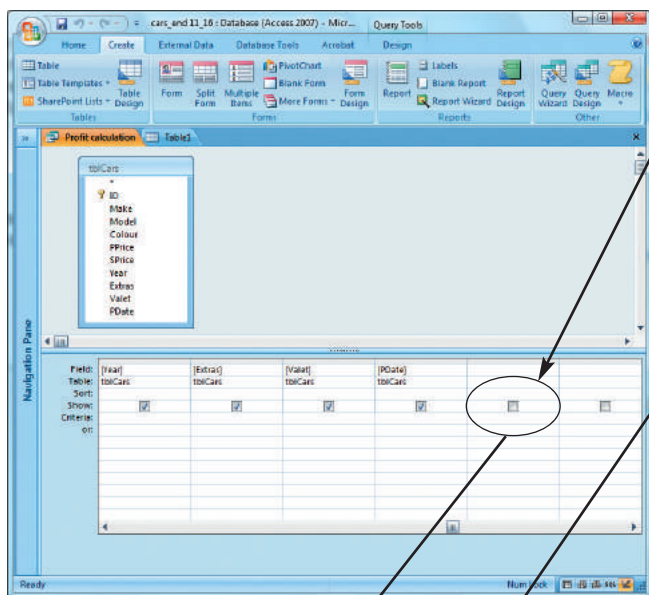 cars_end 11_16 : Database (Access 2007) - Micr...
Query Tools
Home Create External Data Database Tools Acrobat Design
Table
Table Templates
SharePoint Lists
Table Design
Tables
Form
Split Form
Multiple Items
PivotChart
Blank Form
More Forms
Form Design
Forms
Report
Labels
Blank Report
Report Wizard
Report Design
Reports
Query Wizard
Query Design
Macro
Other
Profit calculation
Table1
tblCars
*
ID
Make
Model
Colour
PPrice
SPrice
Year
Extras
Valet
PDate
Navigation Pane
Field: [Year] [Extras] [Valet] [PDate]
Table: tblCars tblCars tblCars tblCars
Sort:
Show:
Criteria:
or:
Ready
Num Lock
SQL